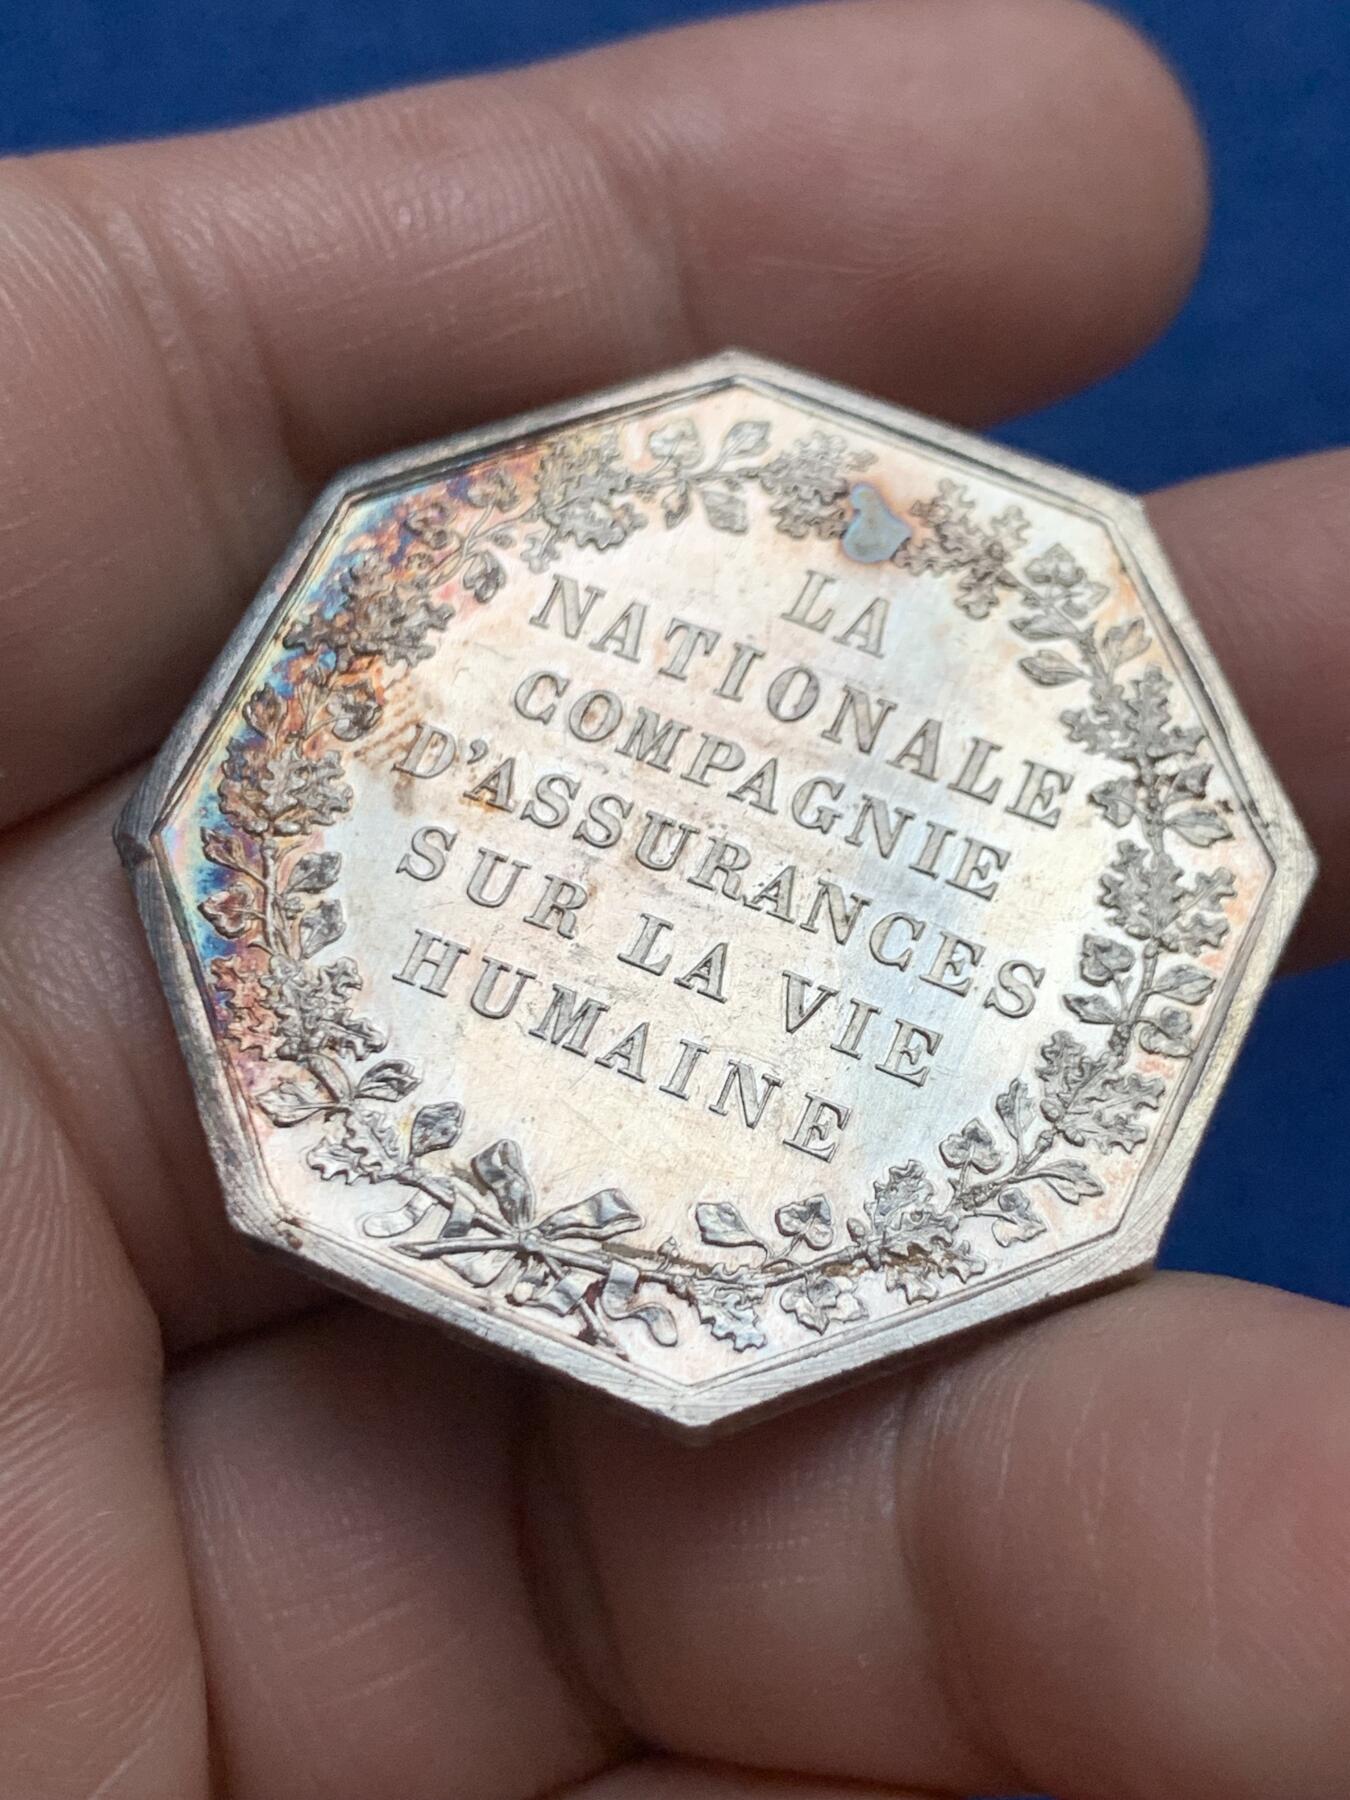 LA
NATIONALE
COMPAGNIE
D'ASSURANCES
SUR LA VIE
HUMAINE